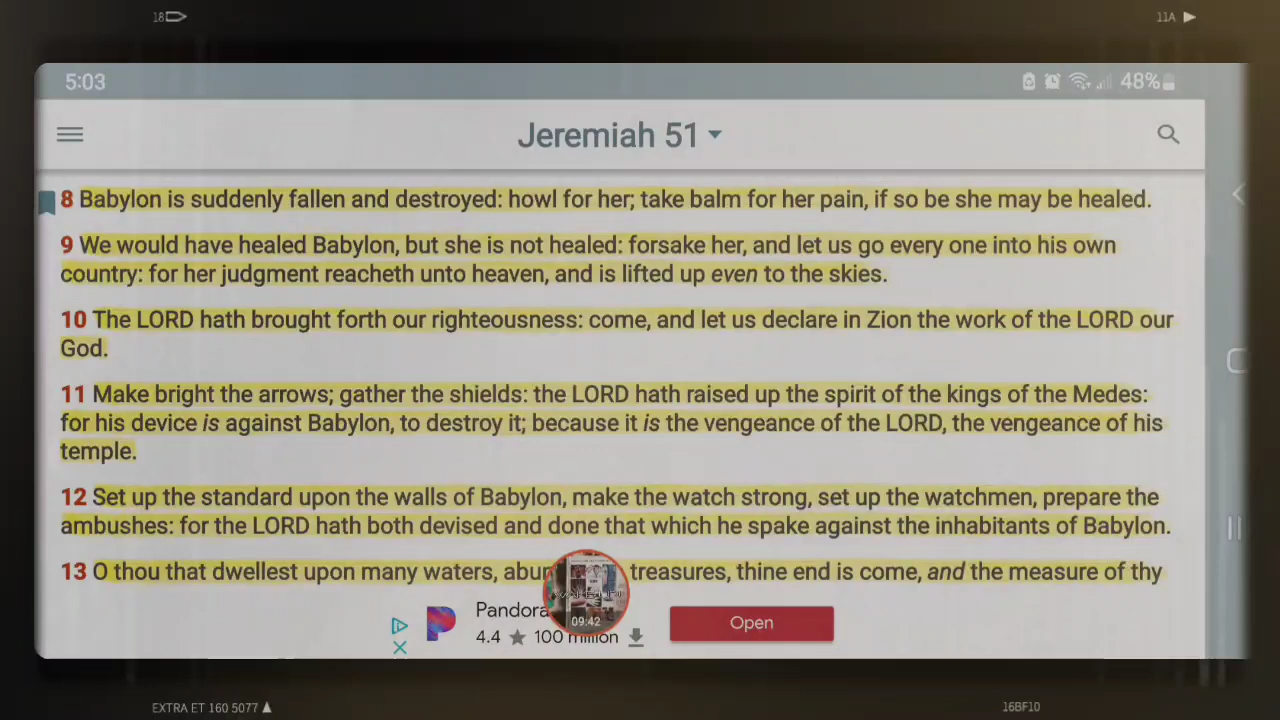 18 11A
5:03 48%
Jeremiah 51
8 Babylon is suddenly fallen and destroyed: howl for her; take balm for her pain, if so be she may be healed.
9 We would have healed Babylon, but she is not healed: forsake her, and let us go every one into his own
country: for her judgment reacheth unto heaven, and is lifted up even to the skies.
10 The LORD hath brought forth our righteousness: come, and let us declare in Zion the work of the LORD our
God.
11 Make bright the arrows; gather the shields: the LORD hath raised up the spirit of the kings of the Medes:
for his device is against Babylon, to destroy it; because it is the vengeance of the LORD, the vengeance of his
temple.
12 Set up the standard upon the walls of Babylon, make the watch strong, set up the watchmen, prepare the
ambushes: for the LORD hath both devised and done that which he spake against the inhabitants of Babylon.
13 O thou that dwellest upon many waters, treasures, thine end is come, and the measure of thy
Pandora
Open
09:42
4.4 ★ 100 million
EXTRA ET 160 5077 16BF10